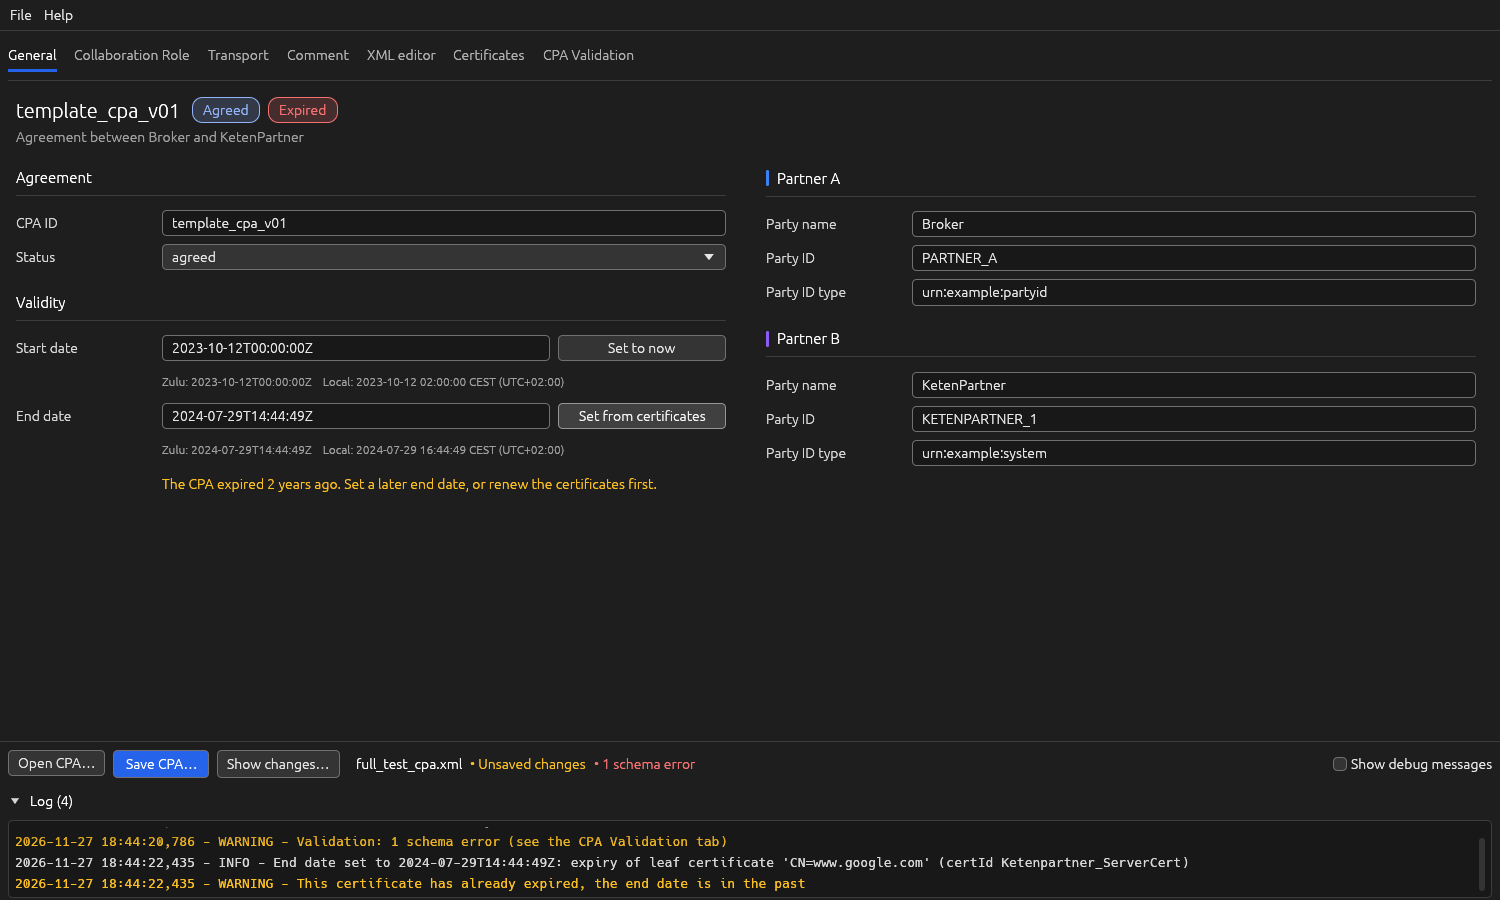 File Help
General Collaboration Role Transport Comment XML editor Certificates CPA Validation
template_cpa_v01 Agreed Expired
Agreement between Broker and KetenPartner
Agreement
CPA ID template_cpa_v01
Status agreed
Validity
Start date 2023-10-12T00:00:00Z Set to now
Zulu: 2023-10-12T00:00:00Z Local: 2023-10-12 02:00:00 CEST (UTC+02:00)
End date 2024-07-29T14:44:49Z Set from certificates
Zulu: 2024-07-29T14:44:49Z Local: 2024-07-29 16:44:49 CEST (UTC+02:00)
The CPA expired 2 years ago. Set a later end date, or renew the certificates first.
Partner A
Party name Broker
Party ID PARTNER_A
Party ID type urn:example:partyid
Partner B
Party name KetenPartner
Party ID KETENPARTNER_1
Party ID type urn:example:system
Open CPA... Save CPA... Show changes... full_test_cpa.xml • Unsaved changes • 1 schema error Show debug messages
Log (4)
2026-11-27 18:44:20,786 - WARNING - Validation: 1 schema error (see the CPA Validation tab)
2026-11-27 18:44:22,435 - INFO - End date set to 2024-07-29T14:44:49Z: expiry of leaf certificate 'CN=www.google.com' (certId Ketenpartner_ServerCert)
2026-11-27 18:44:22,435 - WARNING - This certificate has already expired, the end date is in the past